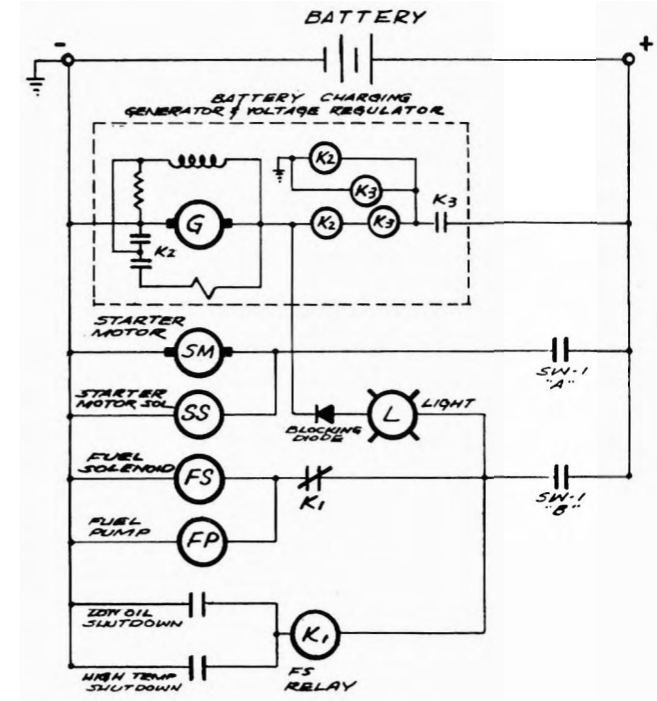 BATTERY
- +
BATTERY CHARGING
GENERATOR & VOLTAGE REGULATOR
K2
K3
K3
G
K2
K3
K2
STARTER
MOTOR
SM
SW-1
"A"
STARTER
MOTOR SOL
SS
L
LIGHT
BLOCKING
DIODE
FUEL
SOLENOID
FS
K1
SW-1
"B"
FUEL
PUMP
FP
LOW OIL
SHUTDOWN
K1
HIGH TEMP
SHUTDOWN
FS
RELAY